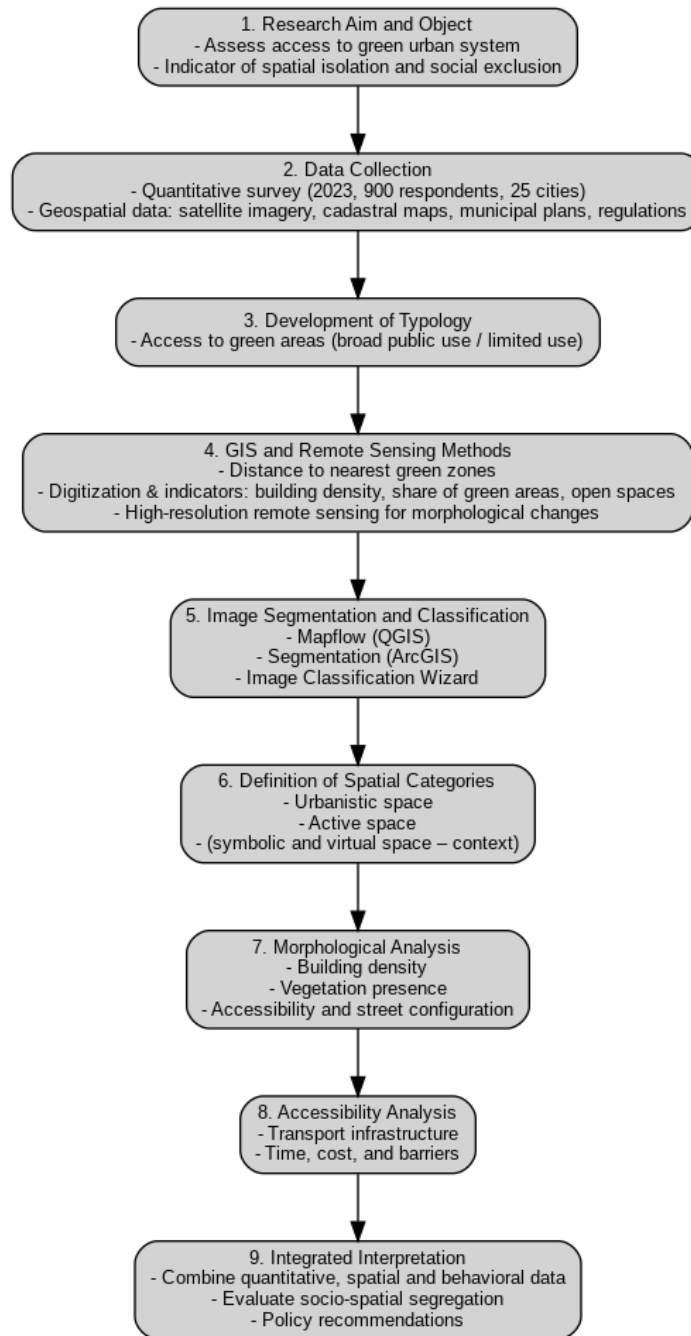 1. Research Aim and Object
- Assess access to green urban system
- Indicator of spatial isolation and social exclusion
2. Data Collection
- Quantitative survey (2023, 900 respondents, 25 cities)
- Geospatial data: satellite imagery, cadastral maps, municipal plans, regulations
3. Development of Typology
- Access to green areas (broad public use / limited use)
4. GIS and Remote Sensing Methods
- Distance to nearest green zones
- Digitization & indicators: building density, share of green areas, open spaces
- High-resolution remote sensing for morphological changes
5. Image Segmentation and Classification
- Mapflow (QGIS)
- Segmentation (ArcGIS)
- Image Classification Wizard
6. Definition of Spatial Categories
- Urbanistic space
- Active space
- (symbolic and virtual space – context)
7. Morphological Analysis
- Building density
- Vegetation presence
- Accessibility and street configuration
8. Accessibility Analysis
- Transport infrastructure
- Time, cost, and barriers
9. Integrated Interpretation
- Combine quantitative, spatial and behavioral data
- Evaluate socio-spatial segregation
- Policy recommendations